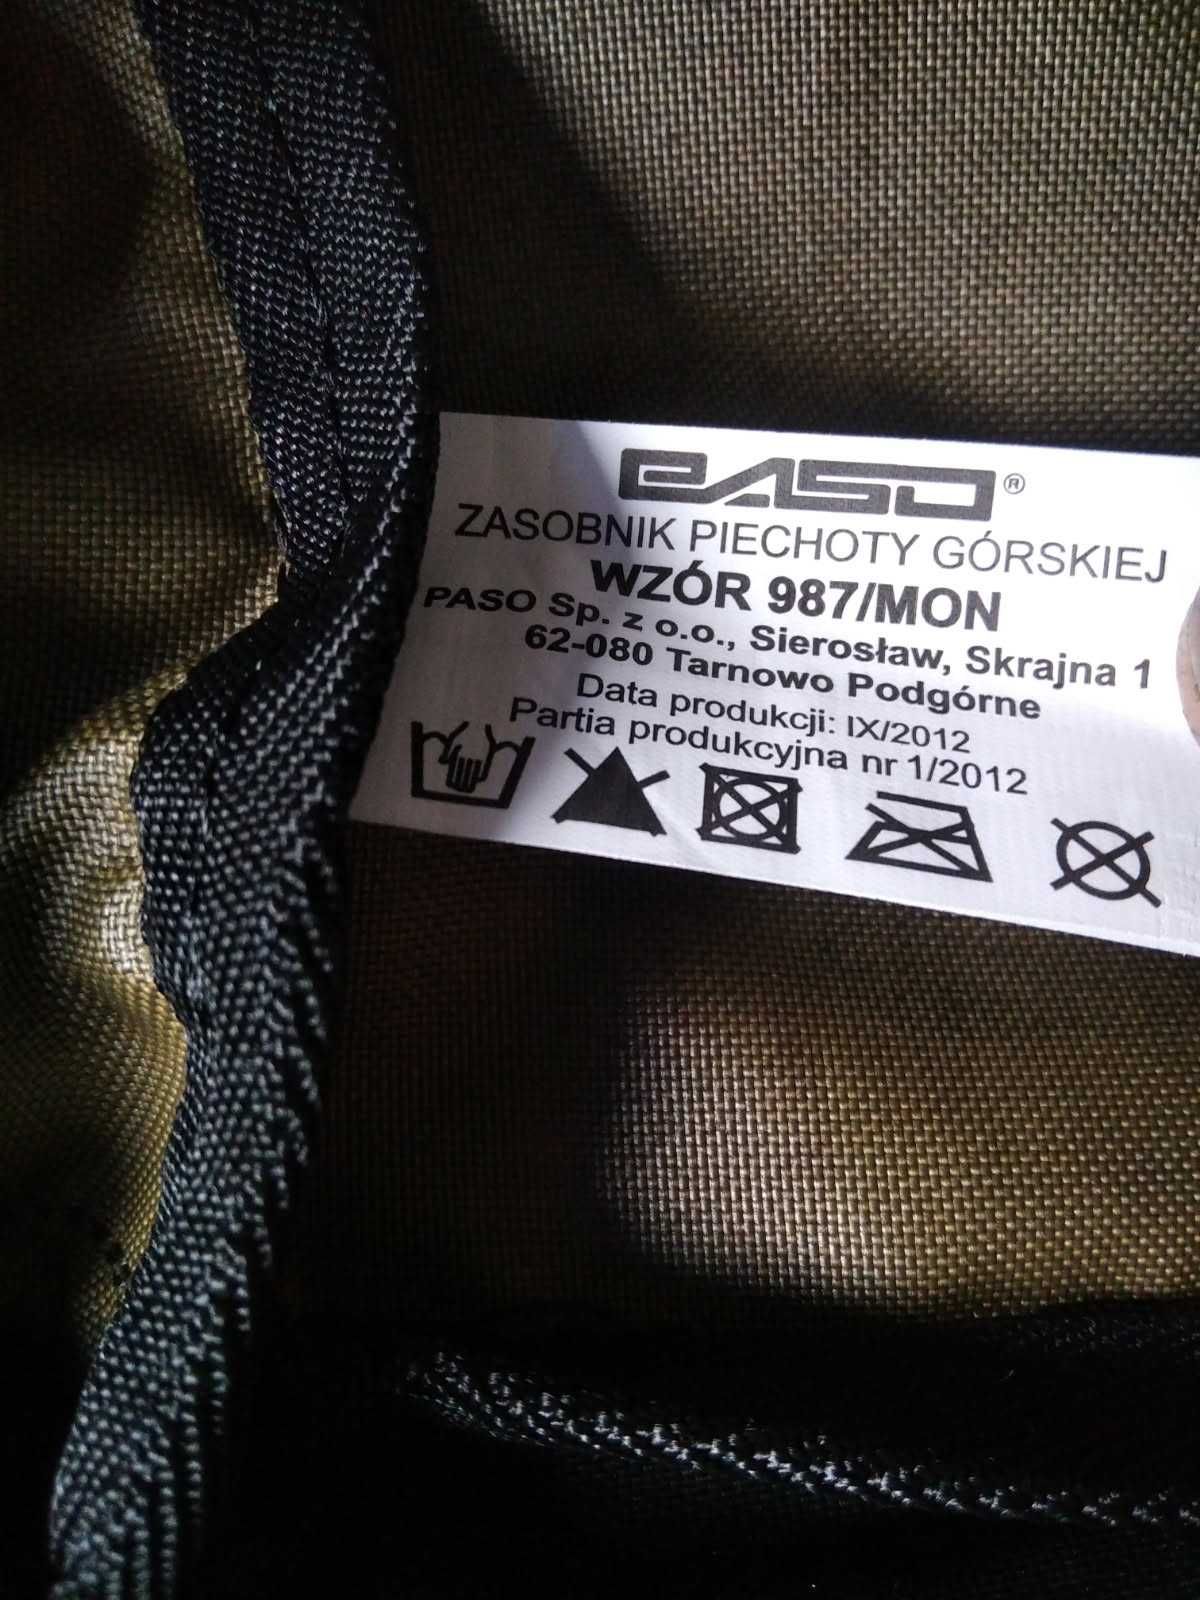 PASO®
ZASOBNIK PIECHOTY GÓRSKIEJ
WZÓR 987/MON
PASO Sp. z o.o., Sierosław, Skrajna 1
62-080 Tarnowo Podgórne
Data produkcji: IX/2012
Partia produkcyjna nr 1/2012